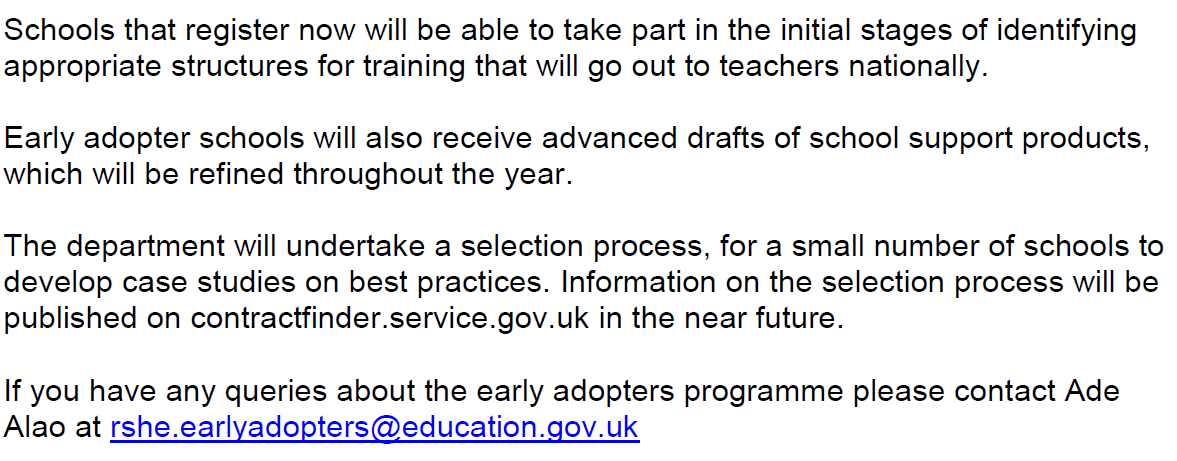 Schools that register now will be able to take part in the initial stages of identifying
appropriate structures for training that will go out to teachers nationally.
Early adopter schools will also receive advanced drafts of school support products,
which will be refined throughout the year.
The department will undertake a selection process, for a small number of schools to
develop case studies on best practices. Information on the selection process will be
published on contractfinder.service.gov.uk in the near future.
If you have any queries about the early adopters programme please contact Ade
Alao at rshe.earlyadopters@education.gov.uk